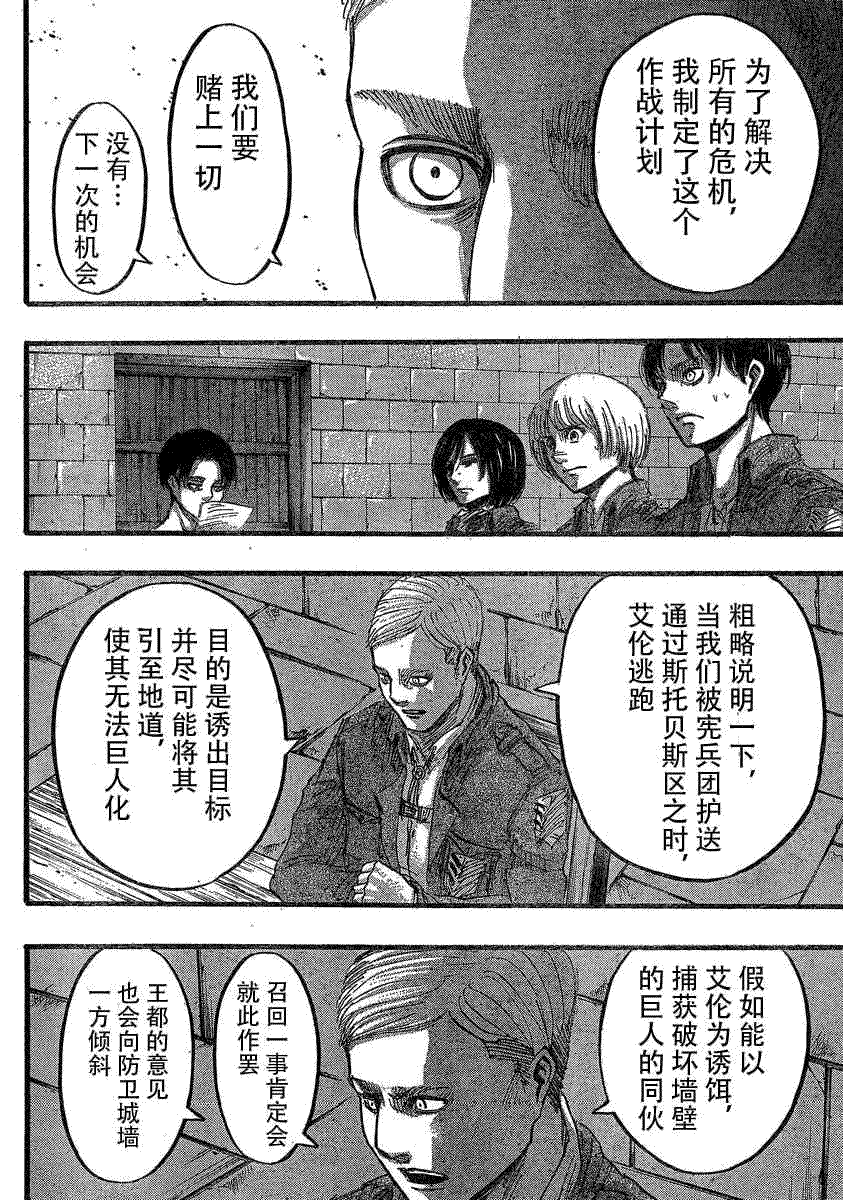 为了解决
所有的危机，
我制定了这个
作战计划
我们要
赌上一切
没有…
下一次的机会
粗略说明一下，
当我们被宪兵团护送
通过斯托贝斯区之时，
艾伦逃跑
目的是诱出目标
并尽可能将其
引至地道，
使其无法巨人化
假如能以
艾伦为诱饵，
捕获破坏墙壁
的巨人的同伙
召回一事肯定会
就此作罢
王都的意见
也会向防卫城墙
一方倾斜